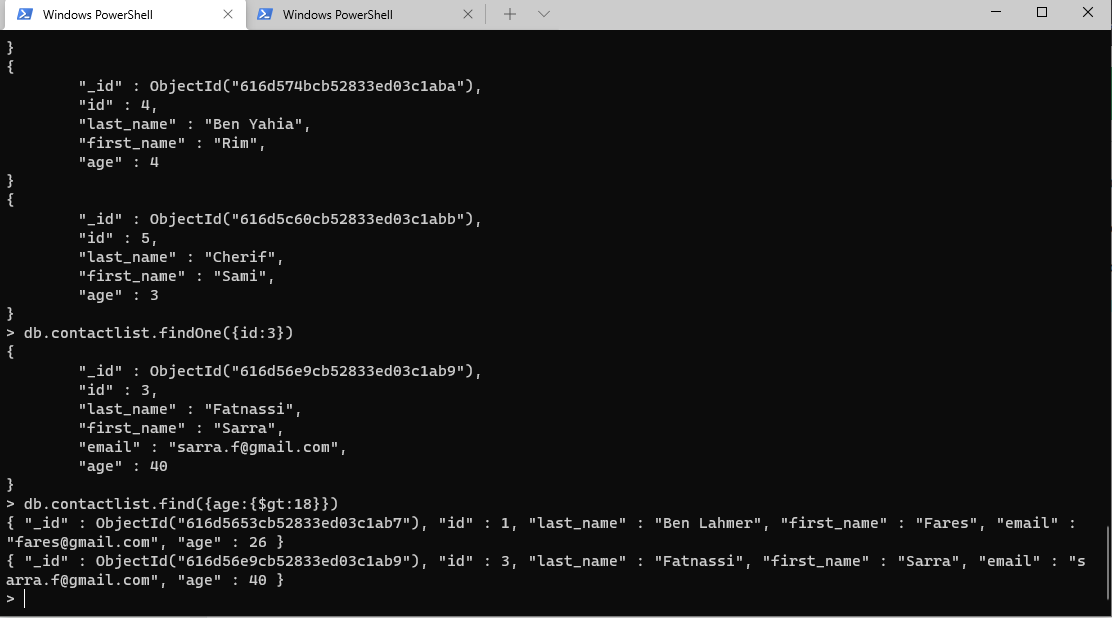 Windows PowerShell
Windows PowerShell
}
{
        "_id" : ObjectId("616d574bcb52833ed03c1aba"),
        "id" : 4,
        "last_name" : "Ben Yahia",
        "first_name" : "Rim",
        "age" : 4
}
{
        "_id" : ObjectId("616d5c60cb52833ed03c1abb"),
        "id" : 5,
        "last_name" : "Cherif",
        "first_name" : "Sami",
        "age" : 3
}
> db.contactlist.findOne({id:3})
{
        "_id" : ObjectId("616d56e9cb52833ed03c1ab9"),
        "id" : 3,
        "last_name" : "Fatnassi",
        "first_name" : "Sarra",
        "email" : "sarra.f@gmail.com",
        "age" : 40
}
> db.contactlist.find({age:{$gt:18}})
{ "_id" : ObjectId("616d5653cb52833ed03c1ab7"), "id" : 1, "last_name" : "Ben Lahmer", "first_name" : "Fares", "email" :
"fares@gmail.com", "age" : 26 }
{ "_id" : ObjectId("616d56e9cb52833ed03c1ab9"), "id" : 3, "last_name" : "Fatnassi", "first_name" : "Sarra", "email" : "s
arra.f@gmail.com", "age" : 40 }
>